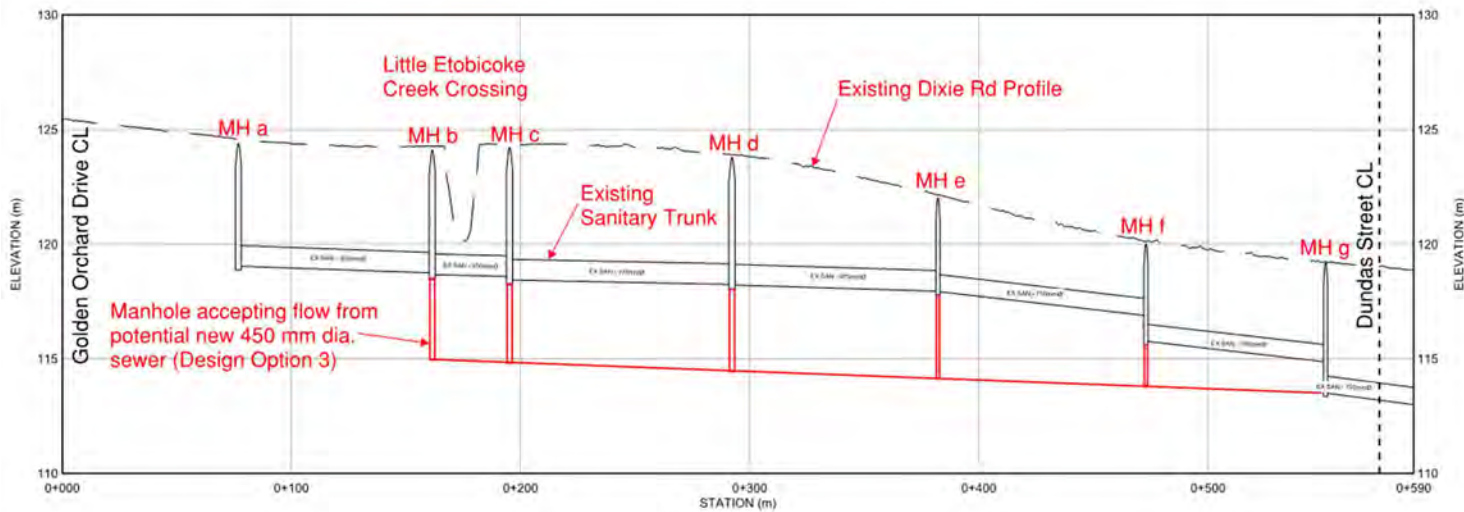 130
130
Little Etobicoke
Creek Crossing
Existing Dixie Rd Profile
125
125
MH a
MH b
MH c
MH d
MH e
MH f
MH g
Golden Orchard Drive CL
Existing
Sanitary Trunk
Dundas Street CL
ELEVATION (m)
ELEVATION (m)
120
120
Manhole accepting flow from
potential new 450 mm dia.
sewer (Design Option 3)
115
115
110
110
0+000
0+100
0+200
0+300
0+400
0+500
0+590
STATION (m)